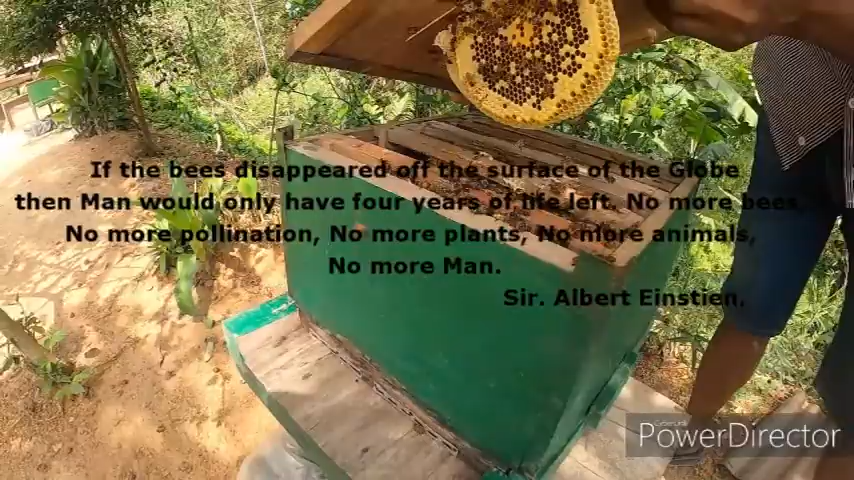 If the bees disappeared off the surface of the Globe
then Man would only have four years of life left. No more bees.
No more pollination, No more plants, No more animals,
No more Man.
Sir. Albert Einstien.
CyberLink
PowerDirector